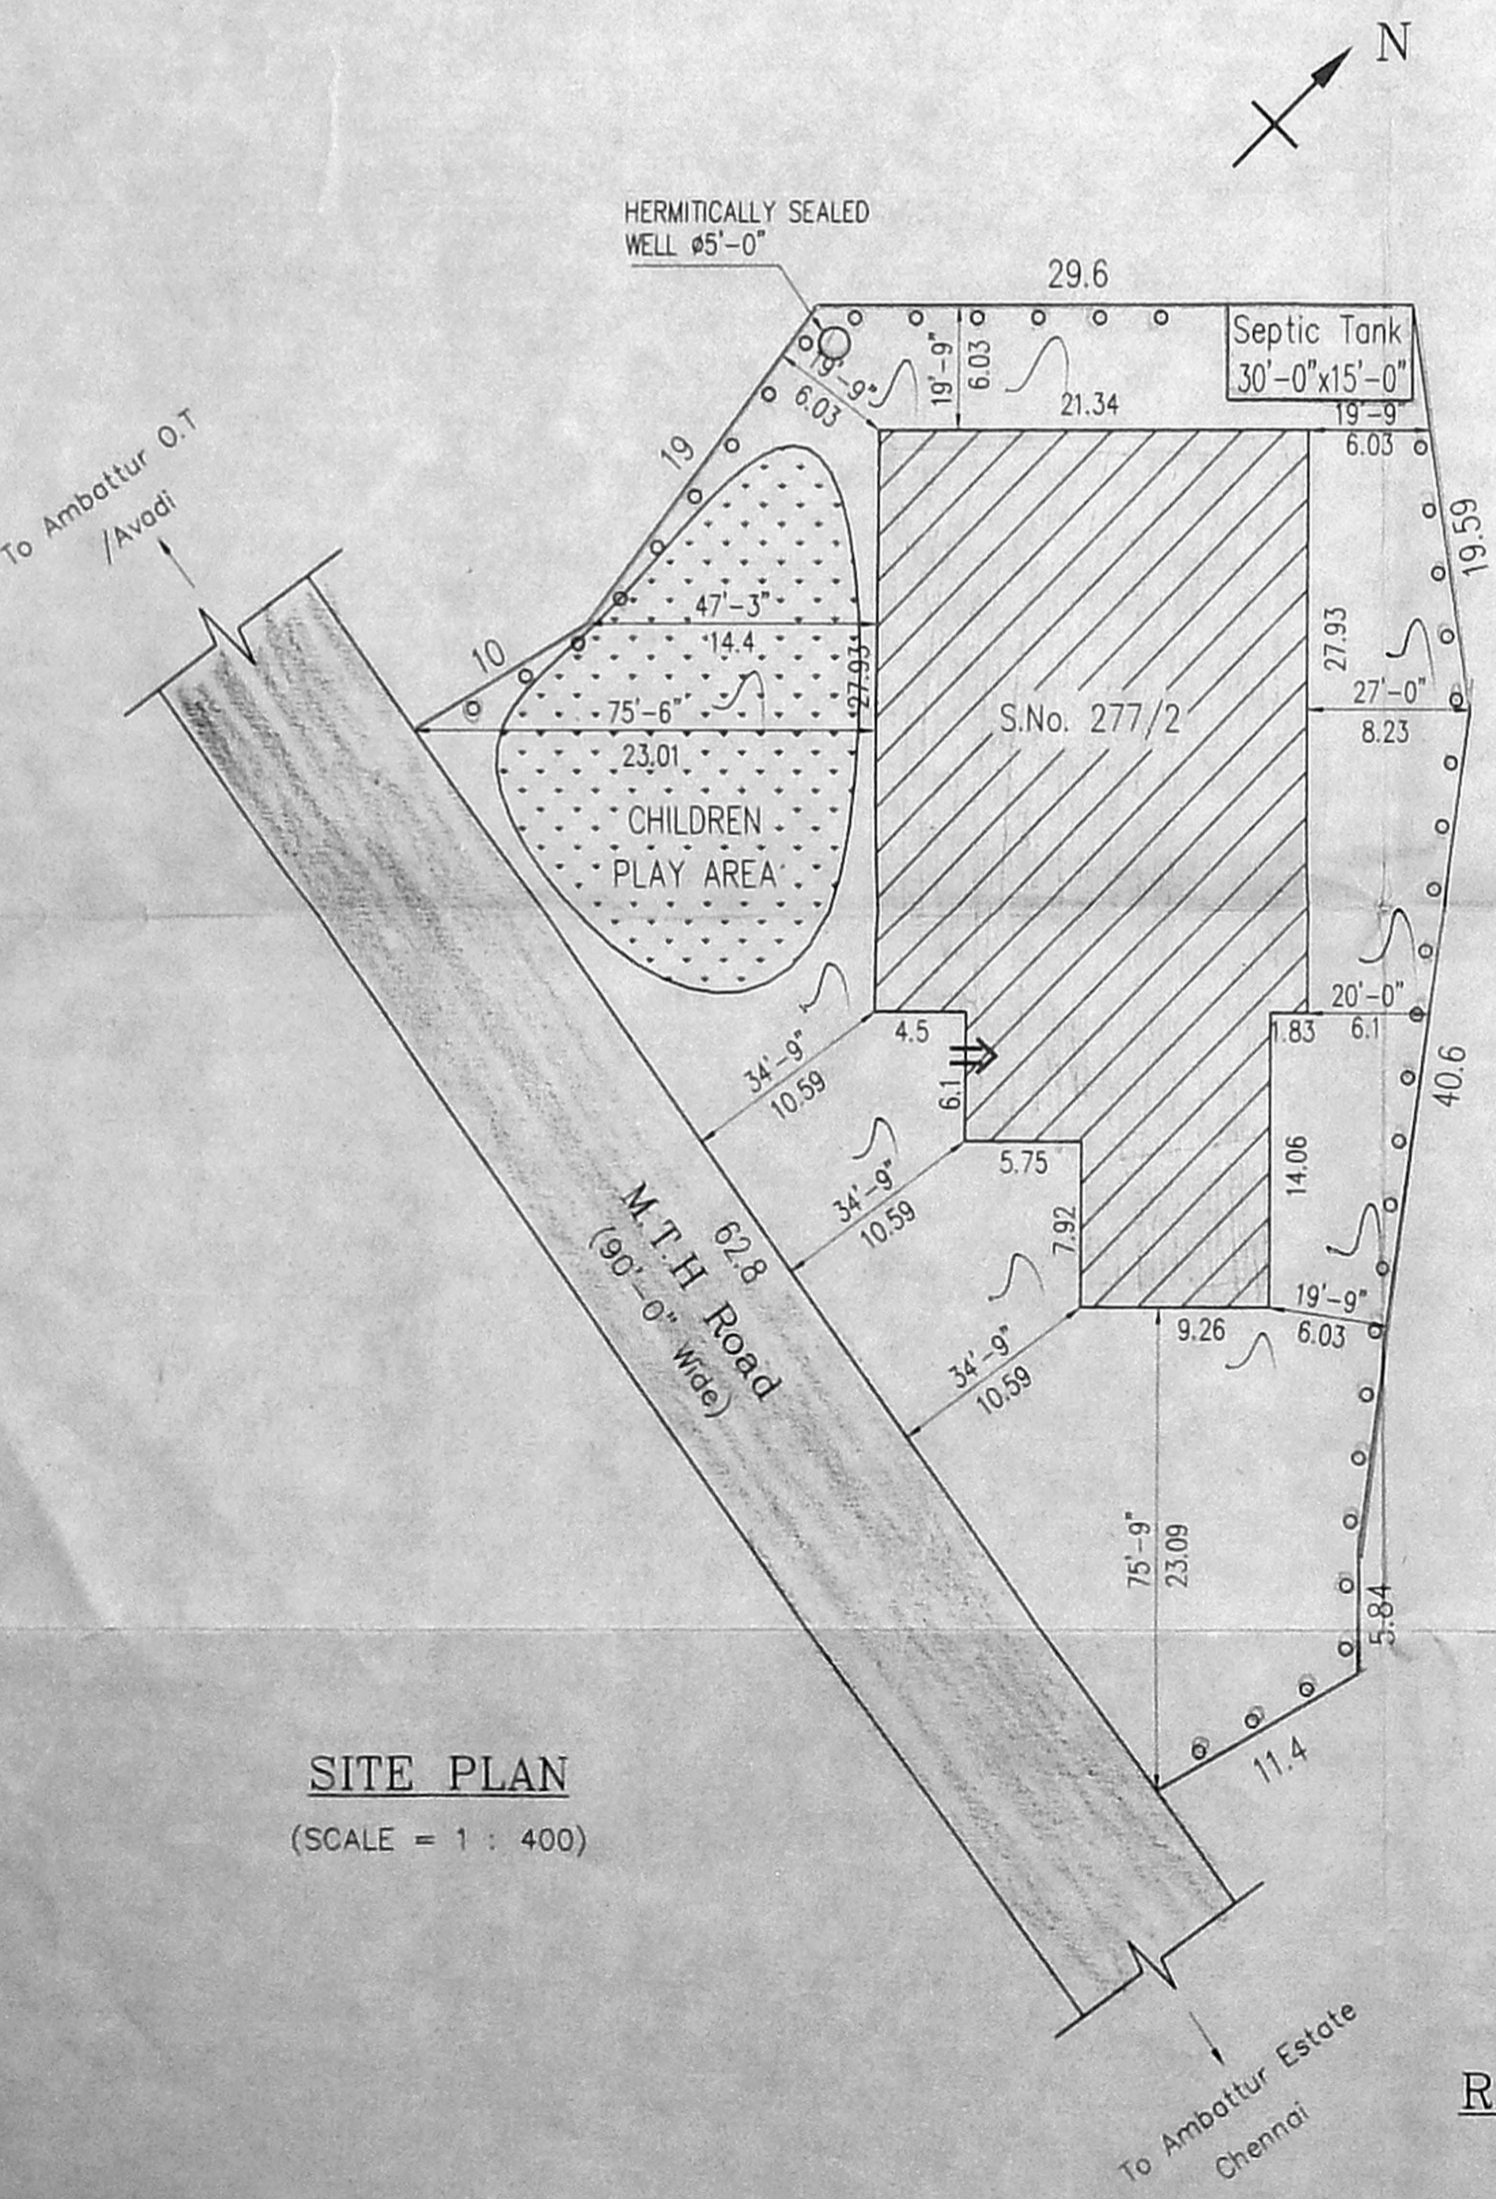 N
HERMITICALLY SEALED
WELL ø5'-0"
29.6
Septic Tank
30'-0"x15'-0"
19'-9"
6.03
19'-9"
6.03
21.34
19'-9"
6.03
19
To Ambattur O.T
/Avadi
19.59
10
47'-3"
14.4
27.93
27.93
75'-6"
23.01
S.No. 277/2
27'-0"
8.23
CHILDREN
PLAY AREA
20'-0"
6.1
4.5
1.83
34'-9"
10.59
6.1
40.6
5.75
14.06
34'-9"
10.59
7.92
M.T.H Road
(90'-0" Wide)
62.8
19'-9"
6.03
9.26
34'-9"
10.59
75'-9"
23.09
5.84
11.4
SITE PLAN
(SCALE = 1 : 400)
To Ambattur Estate
Chennai
R